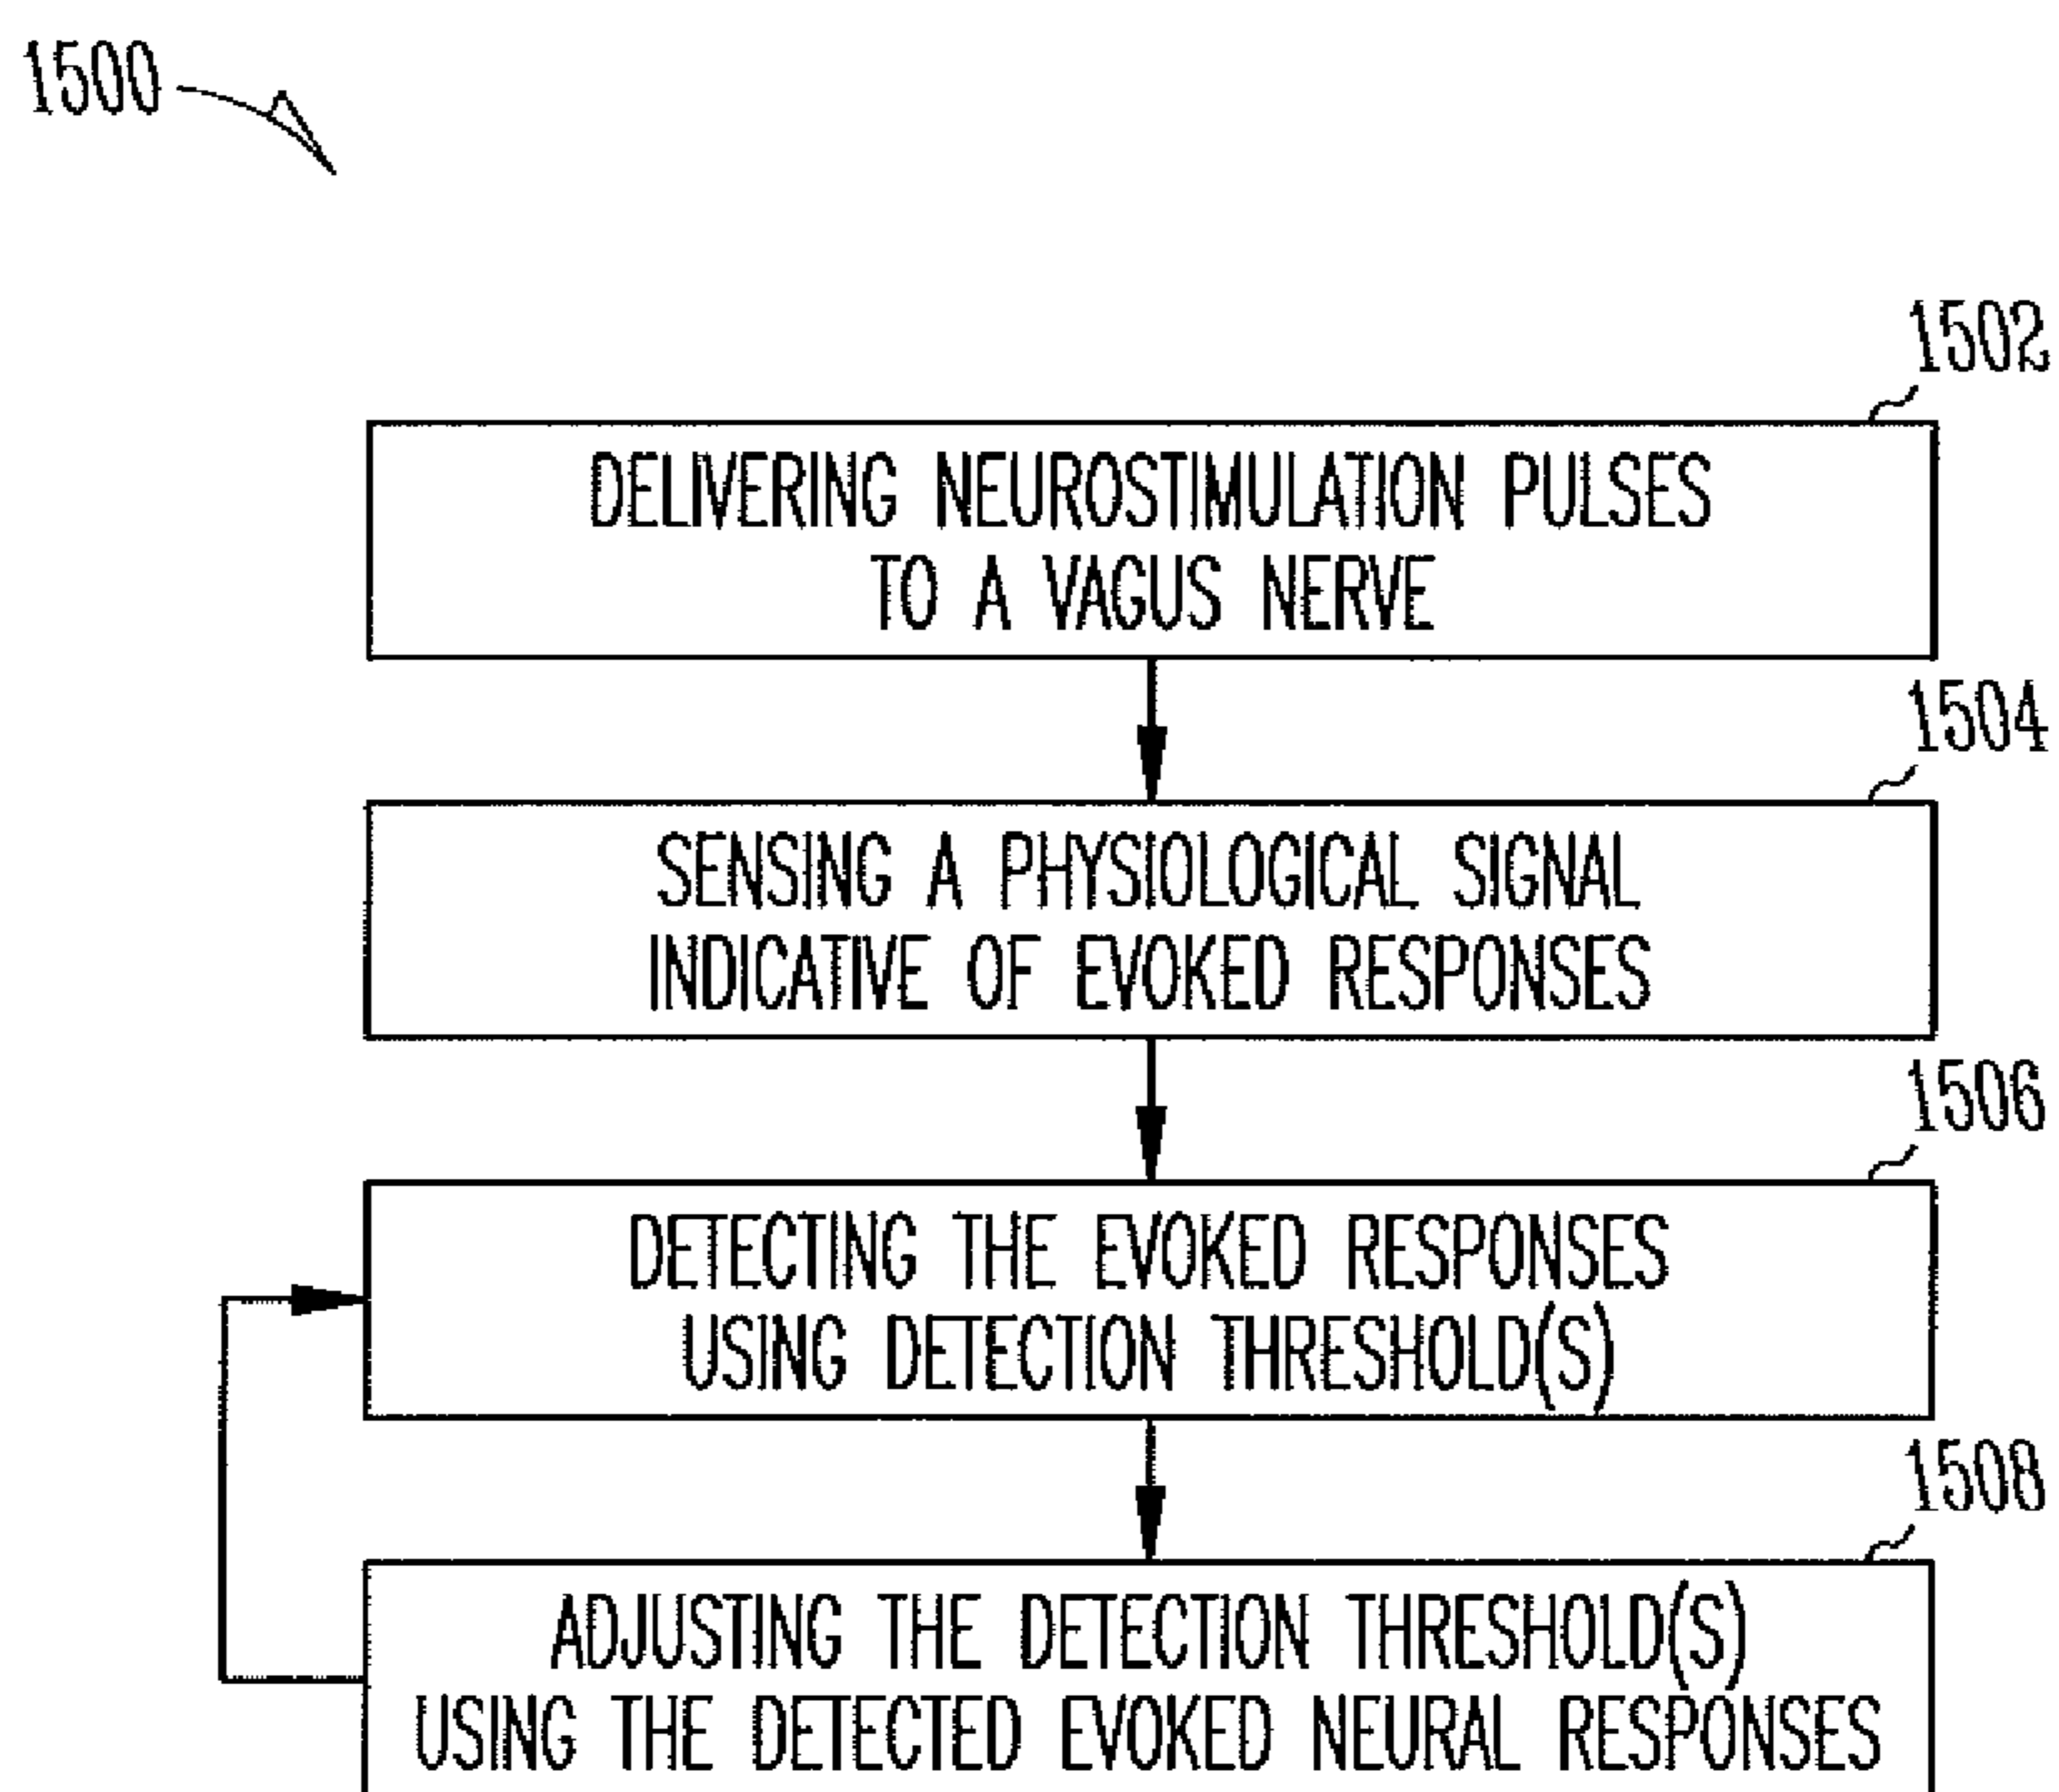 1500
1502
DELIVERING NEUROSTIMULATION PULSES
TO A VAGUS NERVE
1504
SENSING A PHYSIOLOGICAL SIGNAL
INDICATIVE OF EVOKED RESPONSES
1506
DETECTING THE EVOKED RESPONSES
USING DETECTION THRESHOLD(S)
1508
ADJUSTING THE DETECTION THRESHOLD(S)
USING THE DETECTED EVOKED NEURAL RESPONSES